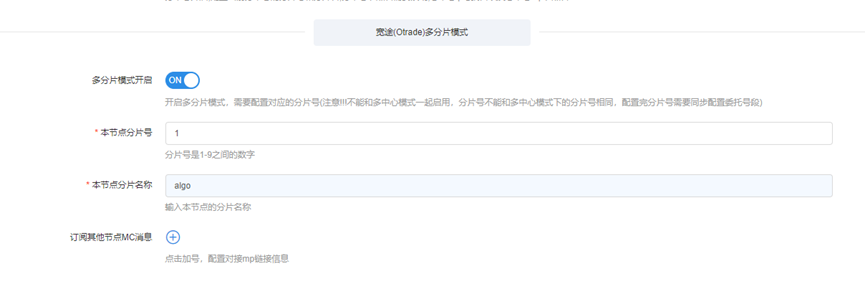 宽途(Otrade)多分片模式
多分片模式开启 ON
开启多分片模式，需要配置对应的分片号(注意!!!不能和多中心模式一起启用，分片号不能和多中心模式下的分片号相同，配置完分片号需要同步配置委托号段)
* 本节点分片号 1
分片号是1-9之间的数字
* 本节点分片名称 algo
输入本节点的分片名称
订阅其他节点MC消息
点击加号，配置对接mp链接信息